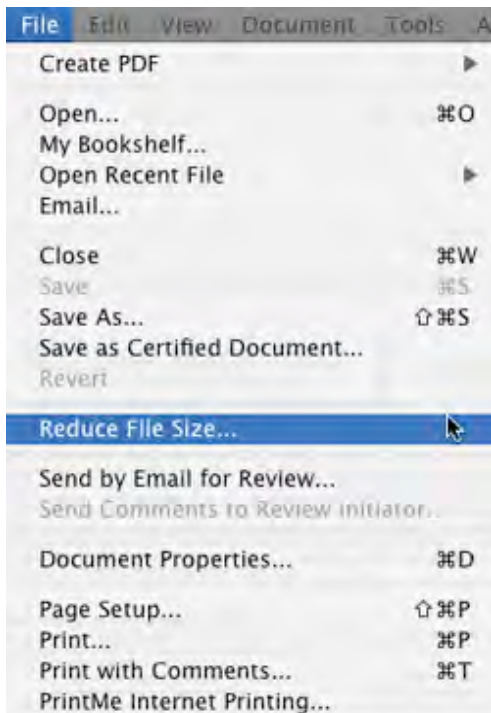 File Edit View Document Tools A
Create PDF
Open... ⌘O
My Bookshelf...
Open Recent File
Email...
Close ⌘W
Save ⌘S
Save As... ⇧⌘S
Save as Certified Document...
Revert
Reduce File Size...
Send by Email for Review...
Send Comments to Review Initiator...
Document Properties... ⌘D
Page Setup... ⇧⌘P
Print... ⌘P
Print with Comments... ⌘T
PrintMe Internet Printing...